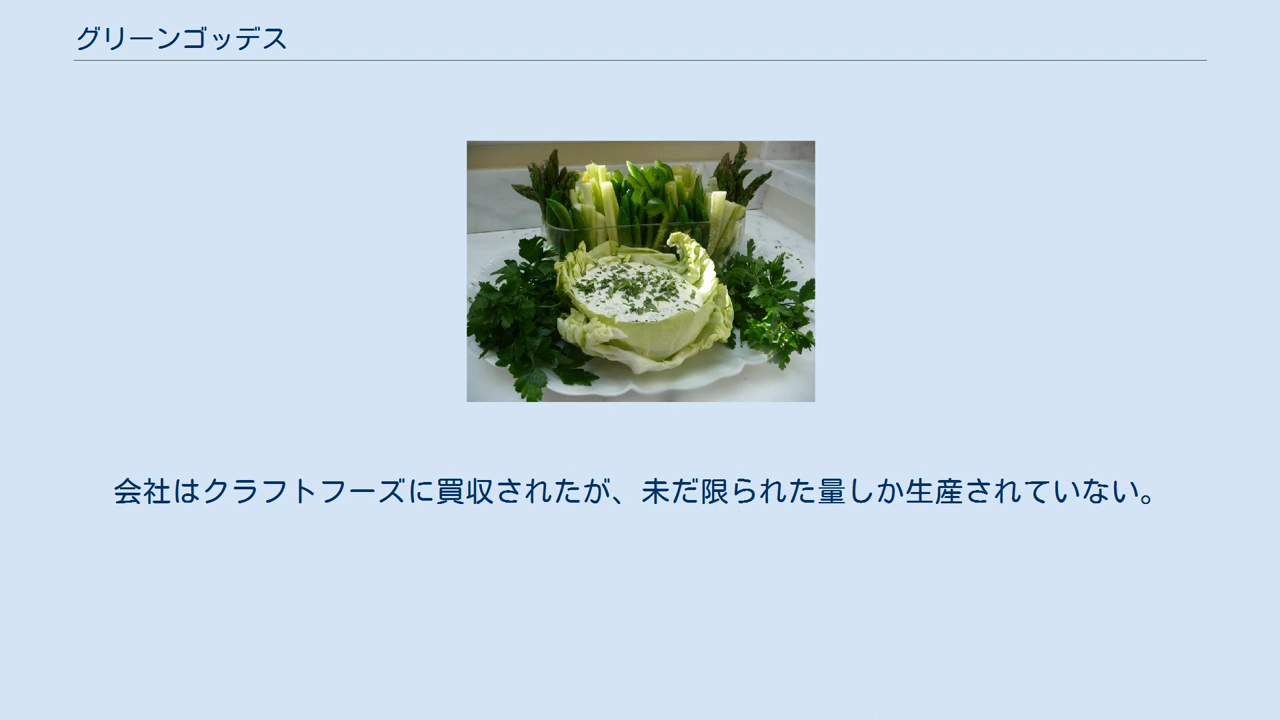 グリーンゴッデス
会社はクラフトフーズに買収されたが、未だ限られた量しか生産されていない。